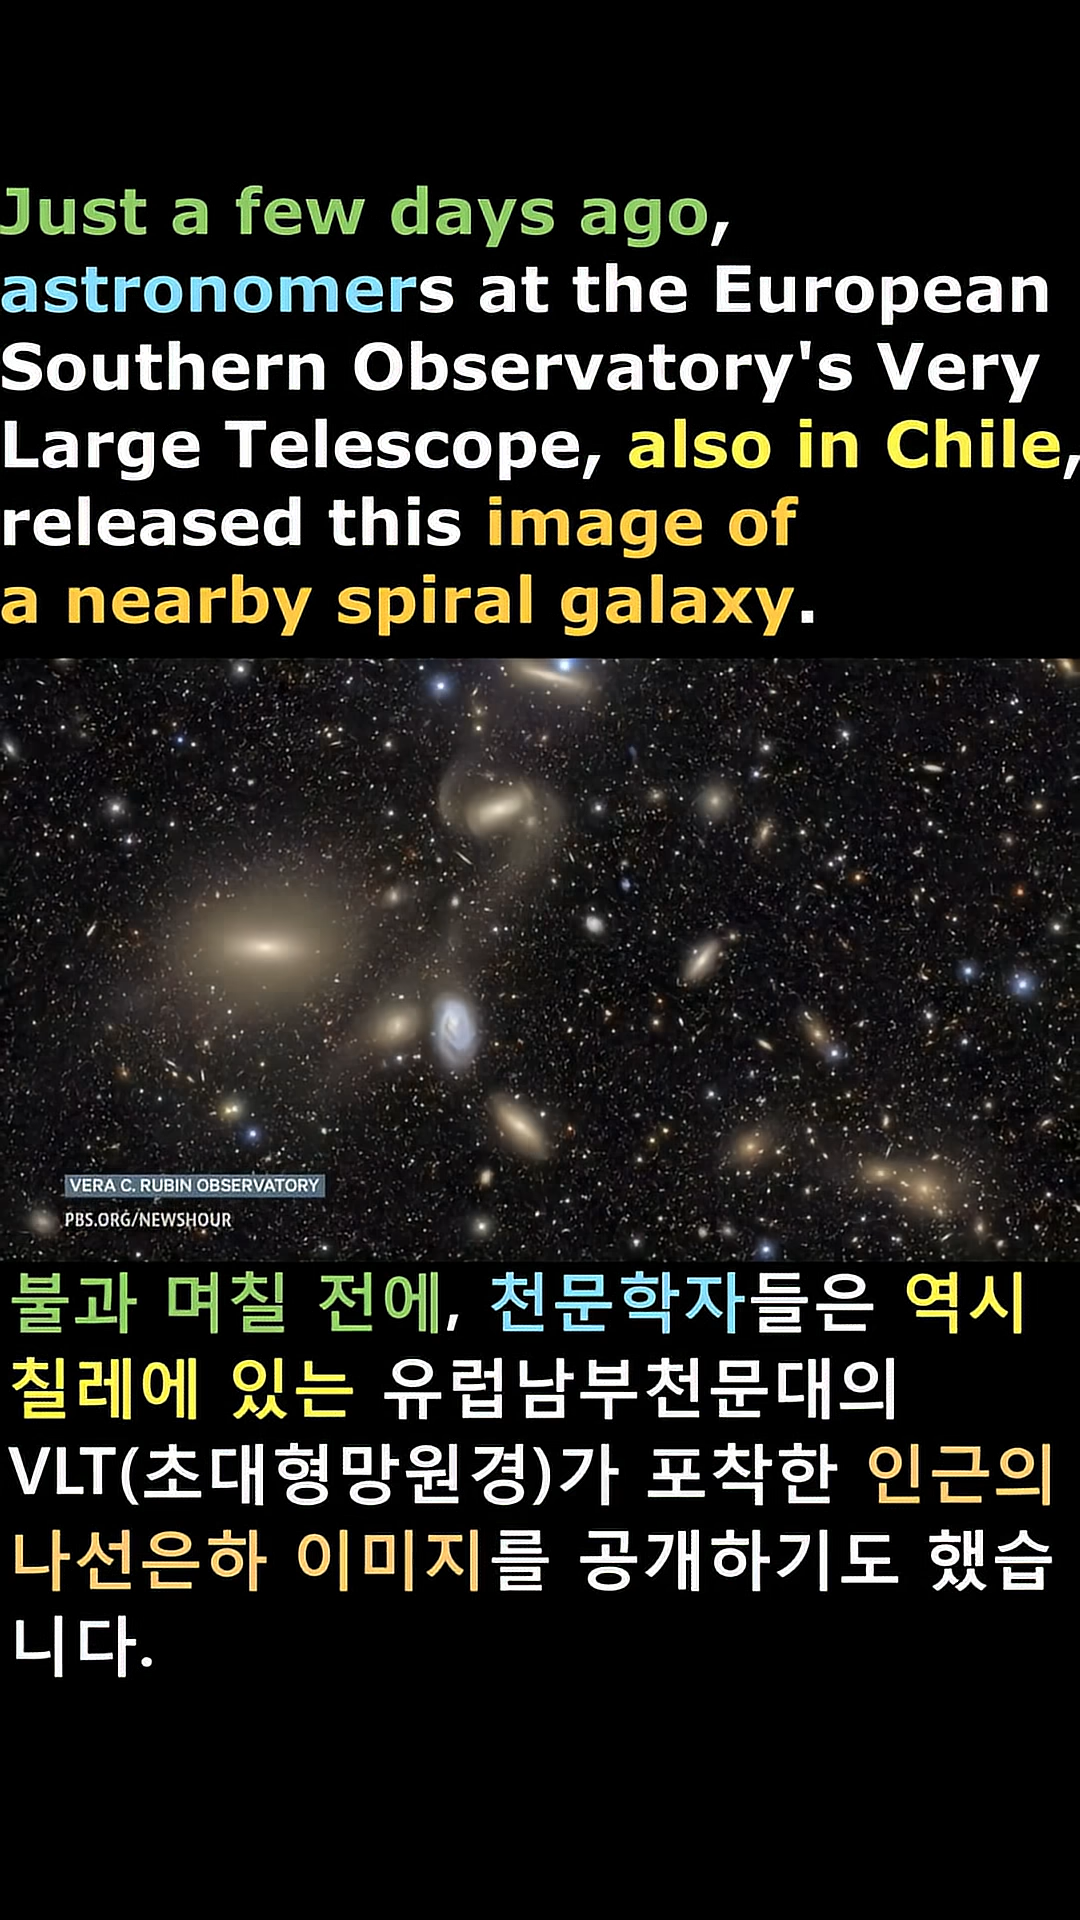 Just a few days ago,
astronomers at the European
Southern Observatory's Very
Large Telescope, also in Chile,
released this image of
a nearby spiral galaxy.
VERA C. RUBIN OBSERVATORY
PBS.ORG/NEWSHOUR
불과 며칠 전에, 천문학자들은 역시
칠레에 있는 유럽남부천문대의
VLT(초대형망원경)가 포착한 인근의
나선은하 이미지를 공개하기도 했습
니다.